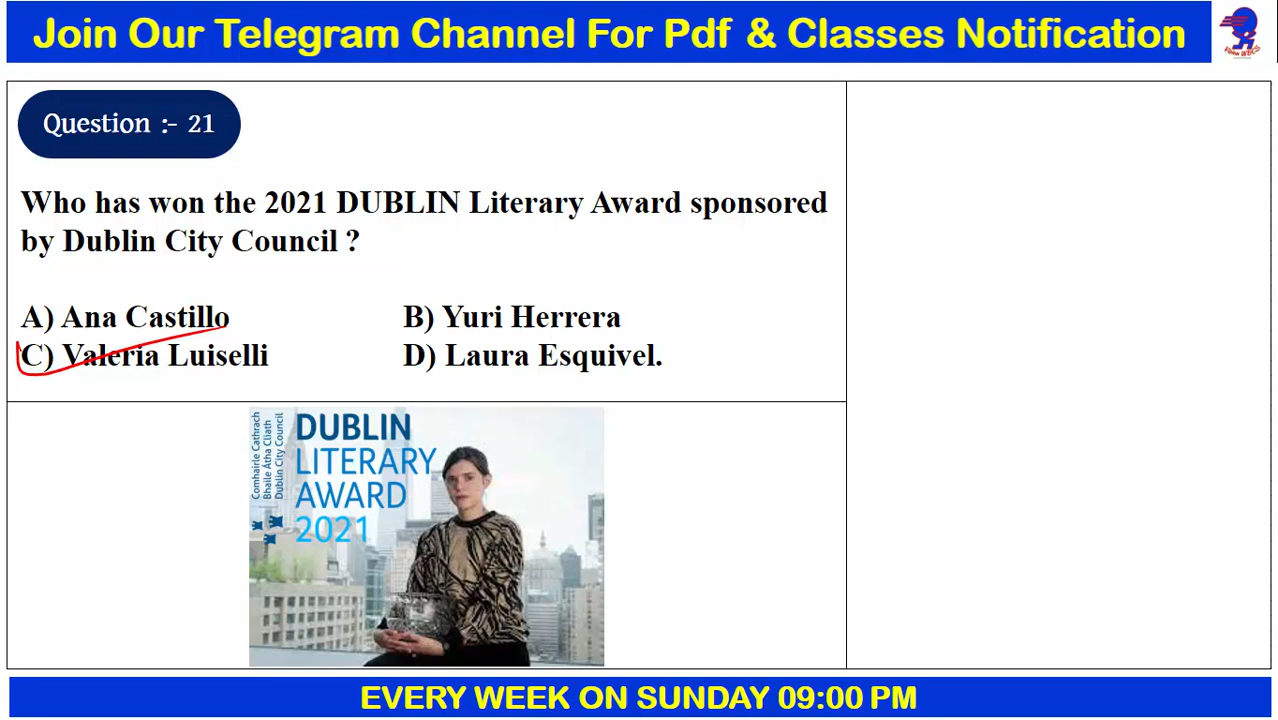 Join Our Telegram Channel For Pdf & Classes Notification
Question :- 21
Who has won the 2021 DUBLIN Literary Award sponsored
by Dublin City Council ?
A) Ana Castillo
B) Yuri Herrera
C) Valeria Luiselli
D) Laura Esquivel.
Comhairle Cathrach
Bhaile Átha Cliath
Dublin City Council
DUBLIN
LITERARY
AWARD
2021
EVERY WEEK ON SUNDAY 09:00 PM